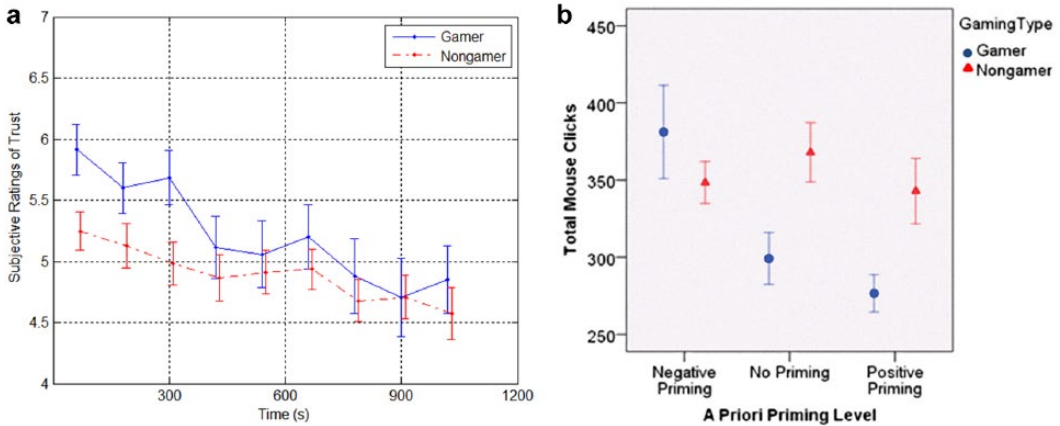 a
7
6.5
6
5.5
5
4.5
4
Subjective Ratings of Trust
300
600
900
1200
Time (s)
Gamer
Nongamer
b
450
400
350
300
250
Total Mouse Clicks
Negative
Priming
No Priming
Positive
Priming
A Priori Priming Level
GamingType
Gamer
Nongamer